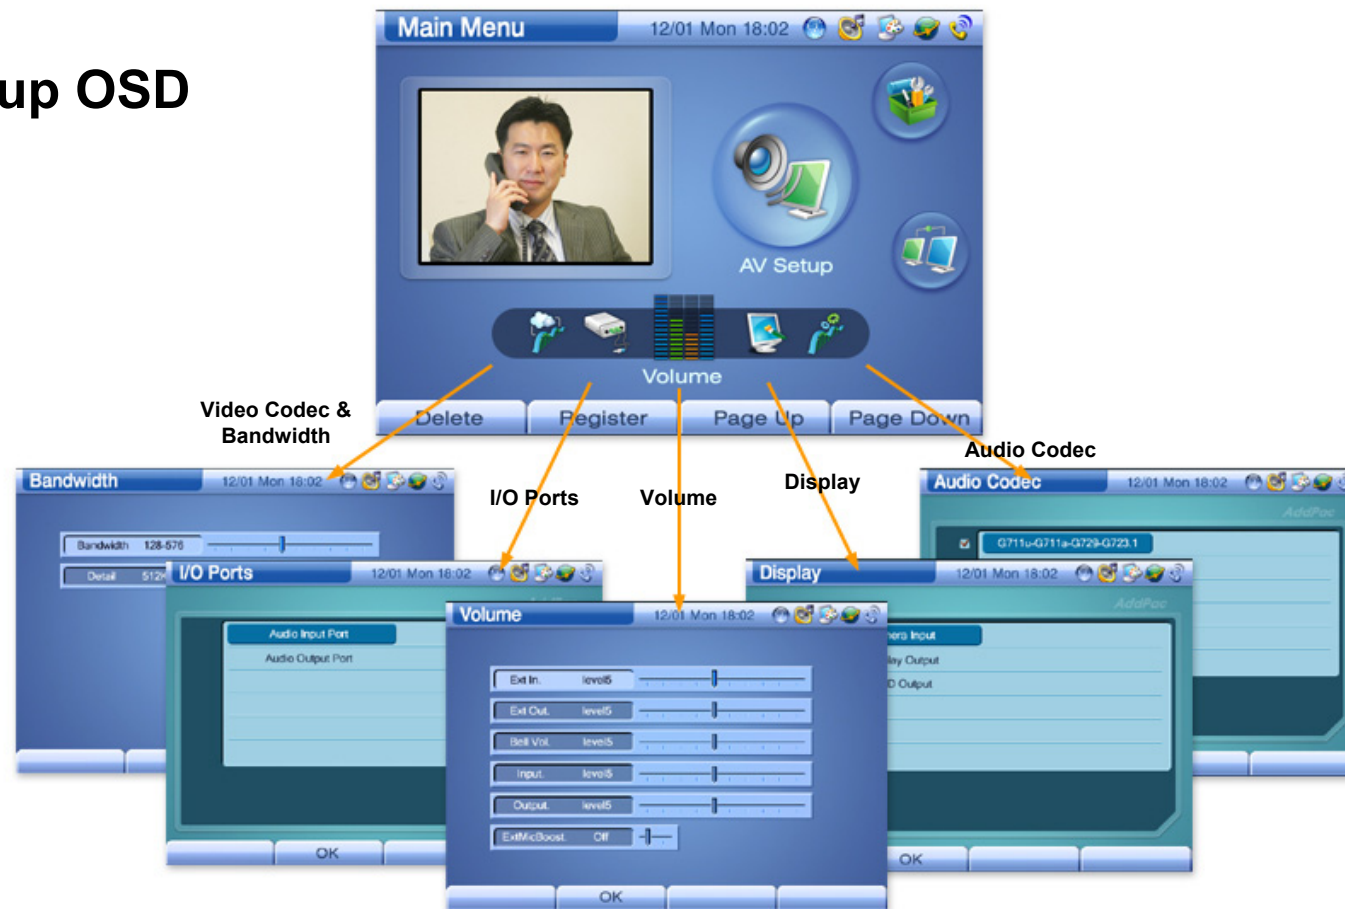 up OSD
Main Menu
12/01 Mon 18:02
AV Setup
Volume
Delete
Register
Page Up
Page Down
Video Codec &
Bandwidth
I/O Ports
Volume
Display
Audio Codec
Bandwidth
12/01 Mon 18:02
Bandwidth 128-576
Detail 512K
I/O Ports
12/01 Mon 18:02
Audio Input Port
Audio Output Port
OK
Volume
12/01 Mon 18:02
Ext In. level5
Ext Out. level5
Bell Vol. level5
Input. level5
Output. level5
ExtMicBoost. Off
OK
Display
12/01 Mon 18:02
AddPac
Input
Output
Output
OK
Audio Codec
12/01 Mon 18:02
AddPac
G711u-G711a-G729-G723.1